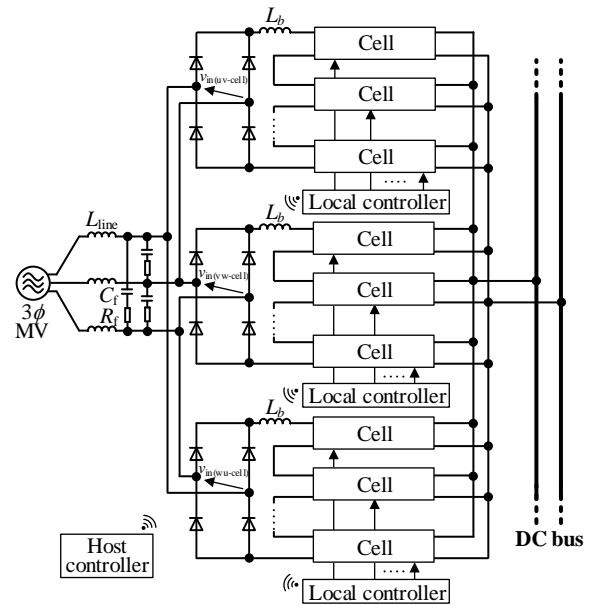 L_b
Cell
v_in(uv-cell)
Cell
Cell
Local controller
L_b
L_line
Cell
v_in(vw-cell)
Cell
C_f
3ϕ
MV
R_f
Cell
Local controller
L_b
Cell
v_in(wu-cell)
Cell
Host
controller
Cell
DC bus
Local controller